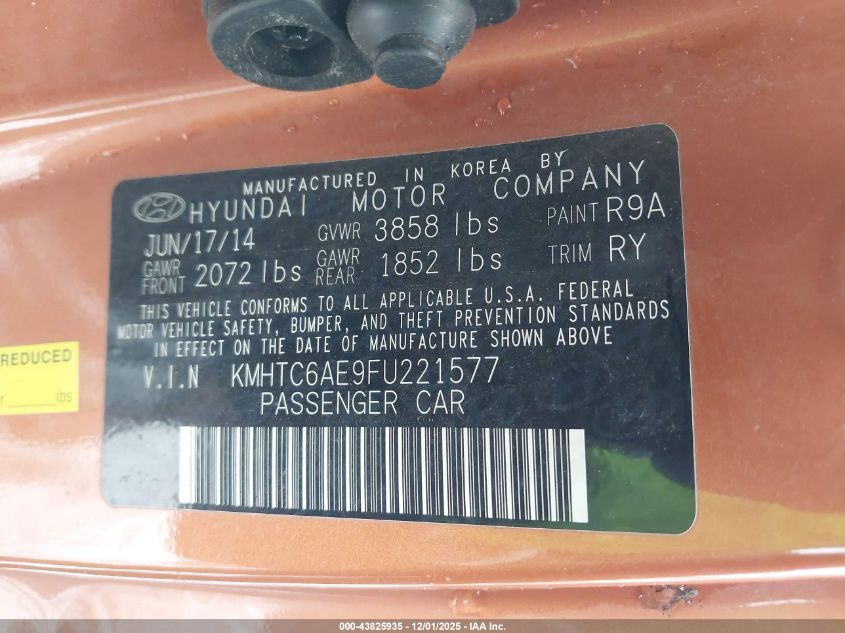 MANUFACTURED IN KOREA BY
HYUNDAI MOTOR COMPANY
JUN/17/14 GVWR 3858 lbs PAINT R9A
GAWR FRONT 2072 lbs GAWR REAR 1852 lbs TRIM RY
THIS VEHICLE CONFORMS TO ALL APPLICABLE U.S.A. FEDERAL
MOTOR VEHICLE SAFETY, BUMPER, AND THEFT PREVENTION STANDARDS
IN EFFECT ON THE DATE OF MANUFACTURE SHOWN ABOVE
V.I.N KMHTC6AE9FU221577
PASSENGER CAR
REDUCED
lbs
000-43825935 - 12/01/2025 - IAA Inc.